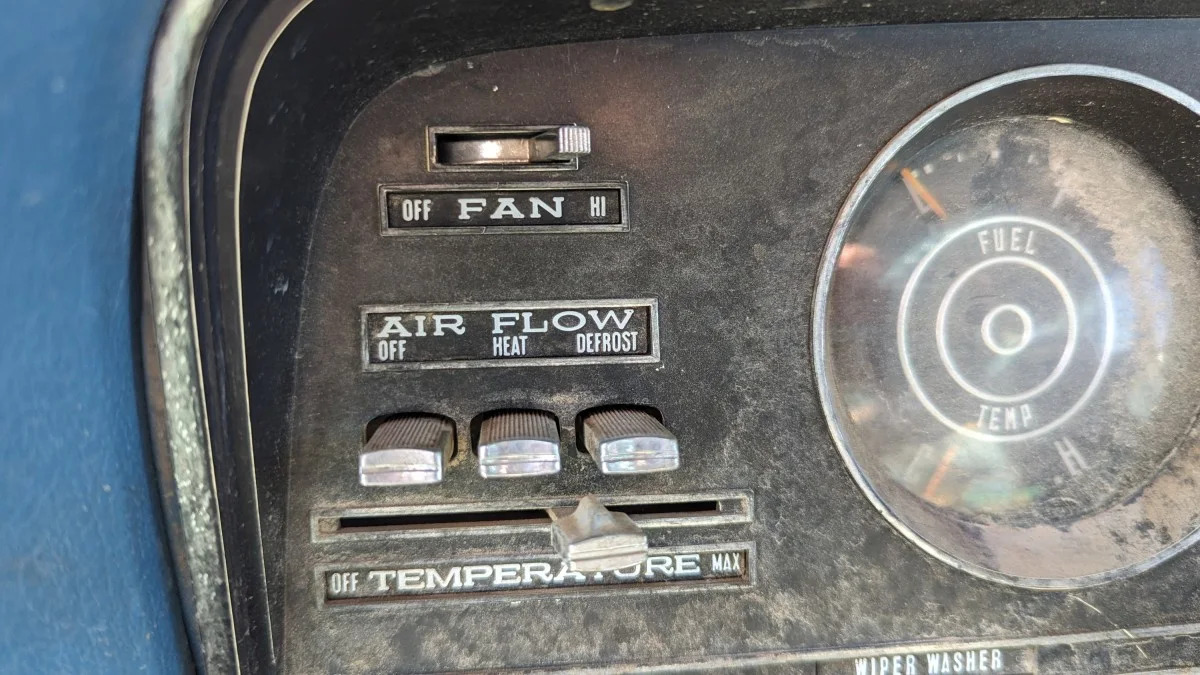 OFF FAN HI
AIR FLOW
OFF HEAT DEFROST
OFF TEMPERATURE MAX
FUEL
TEMP
H
WIPER WASHER